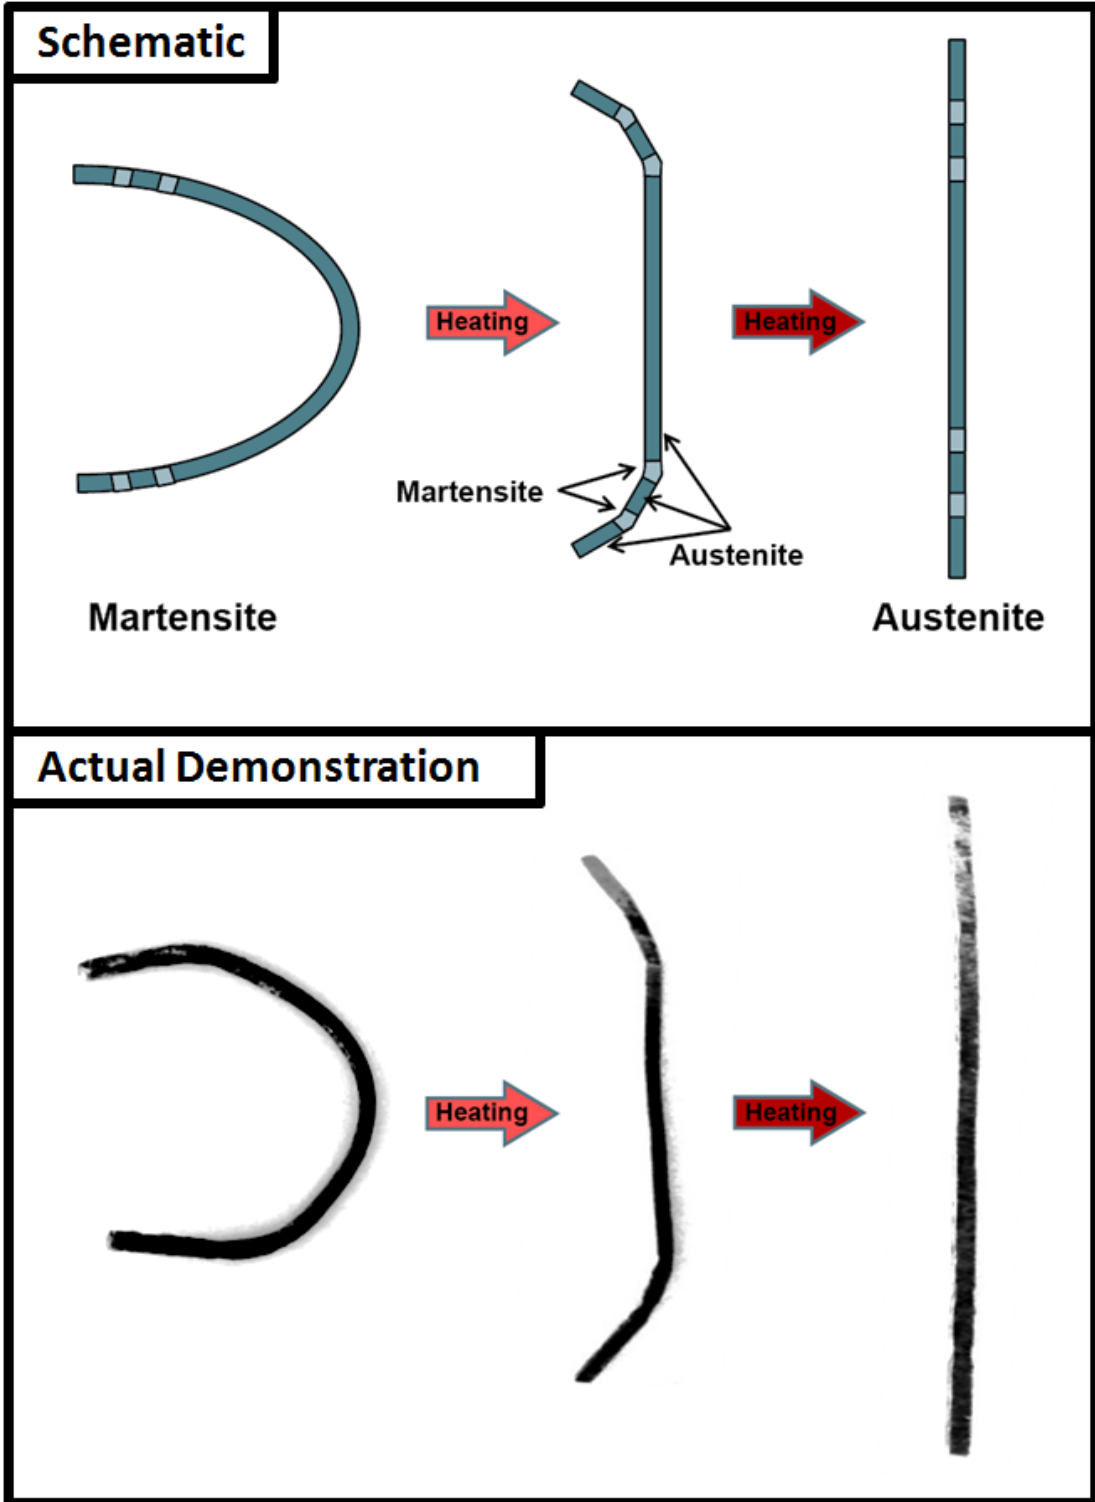 Schematic
Heating
Heating
Martensite
Austenite
Martensite
Austenite
Actual Demonstration
Heating
Heating